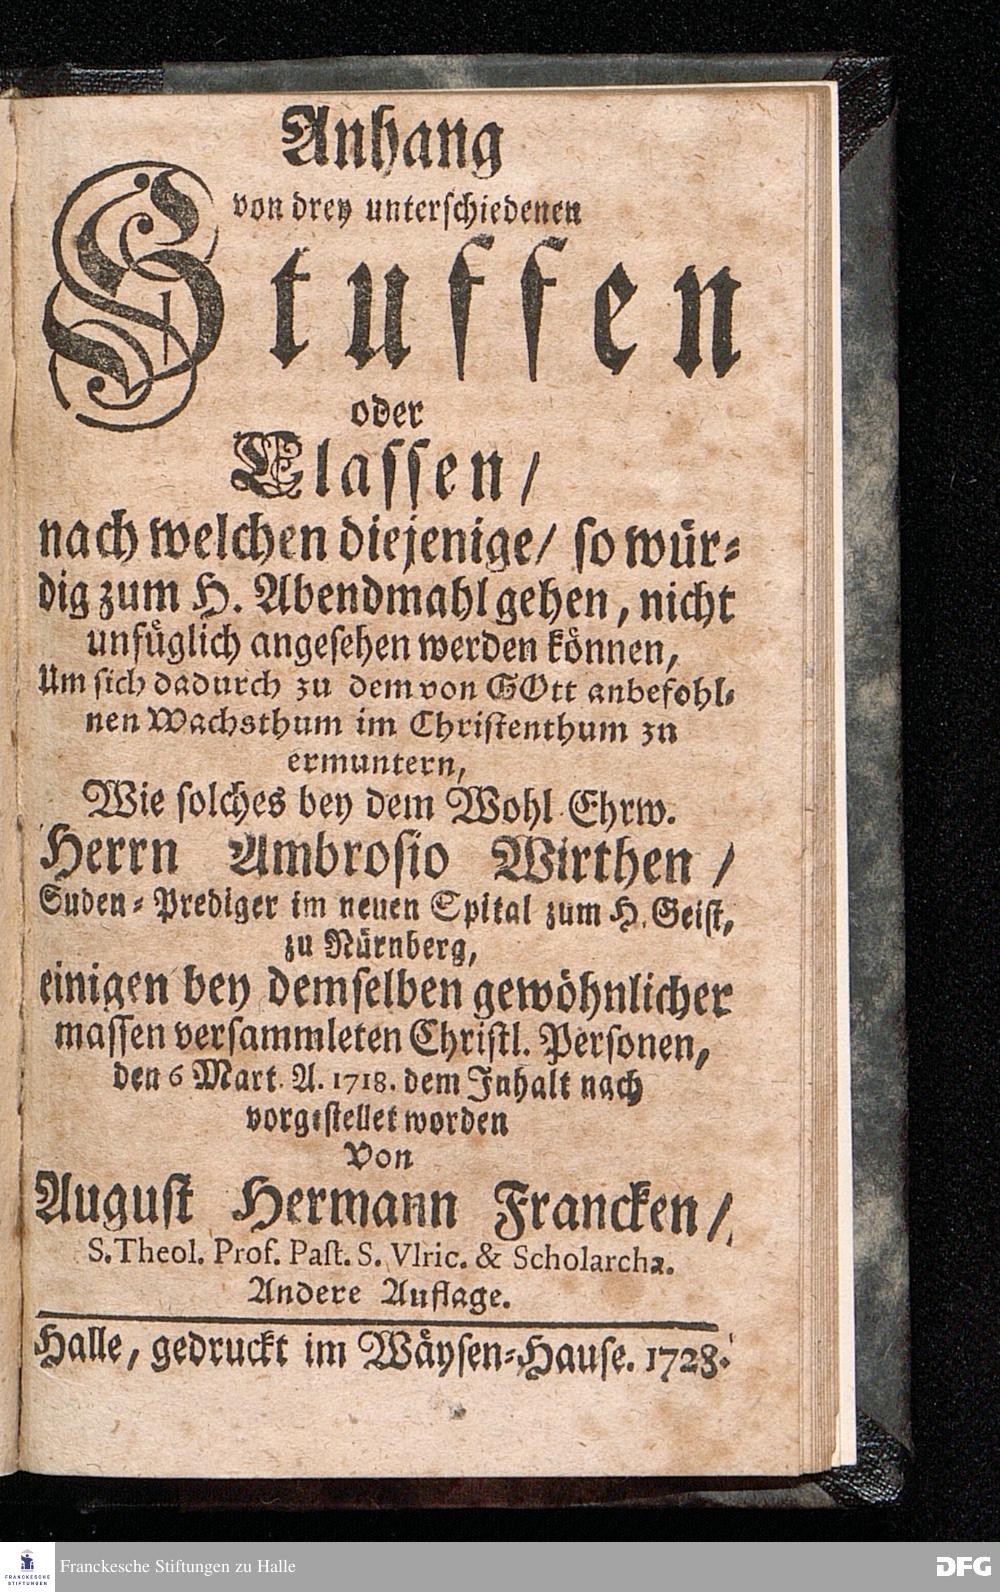 Anhang
von drey unterschiedenen
Stuffen
oder
Classen/
nach welchen diejenige/ so wür-
dig zum H. Abendmahl gehen, nicht
unfüglich angesehen werden können,
Um sich dadurch zu dem von GOtt anbefohl-
nen Wachsthum im Christenthum zu
ermuntern,
Wie solches bey dem Wohl Ehrw.
Herrn Ambrosio Wirthen/
Suden-Prediger im neuen Spital zum H. Geist,
zu Nürnberg,
einigen bey demselben gewöhnlicher
massen versammleten Christl. Personen,
den 6 Mart. A. 1718. dem Inhalt nach
vorgestellet worden
Von
August Hermann Francken/
S. Theol. Prof. Past. S. Vlric. & Scholarcha.
Andere Auflage.
Halle, gedruckt im Wäysen-Hause. 1728.
FRANCKESCHE
STIFTUNGEN
Franckesche Stiftungen zu Halle
DFG